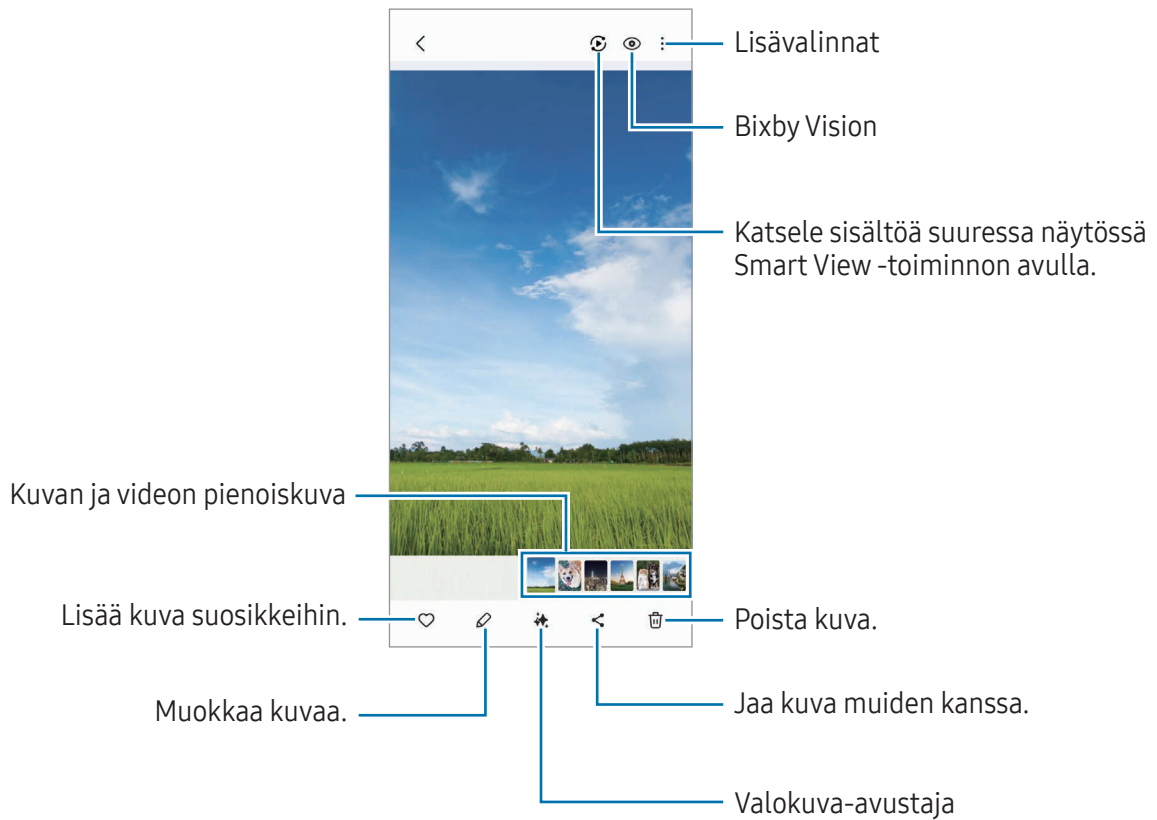 Lisävalinnat
Bixby Vision
Katsele sisältöä suuressa näytössä
Smart View -toiminnon avulla.
Kuvan ja videon pienoiskuva
Lisää kuva suosikkeihin.
Poista kuva.
Muokkaa kuvaa.
Jaa kuva muiden kanssa.
Valokuva-avustaja